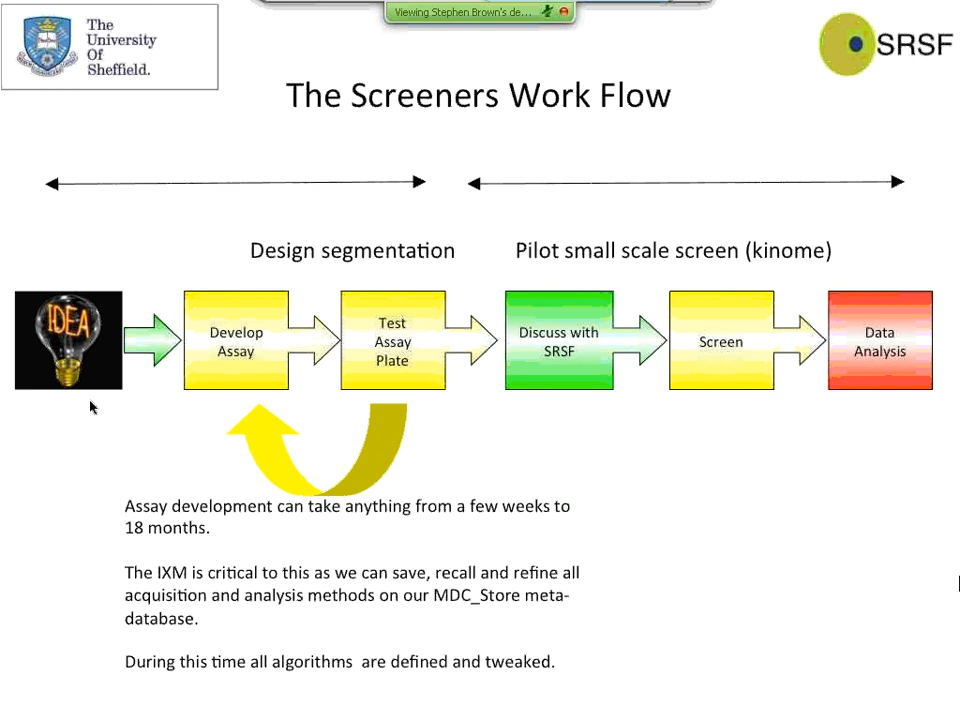 Viewing Stephen Brown's de...
The
University
Of
Sheffield.
SRSF
The Screeners Work Flow
Design segmentation
Pilot small scale screen (kinome)
IDEA
Develop
Assay
Test
Assay
Plate
Discuss with
SRSF
Screen
Data
Analysis
Assay development can take anything from a few weeks to
18 months.
The IXM is critical to this as we can save, recall and refine all
acquisition and analysis methods on our MDC_Store meta-
database.
During this time all algorithms are defined and tweaked.